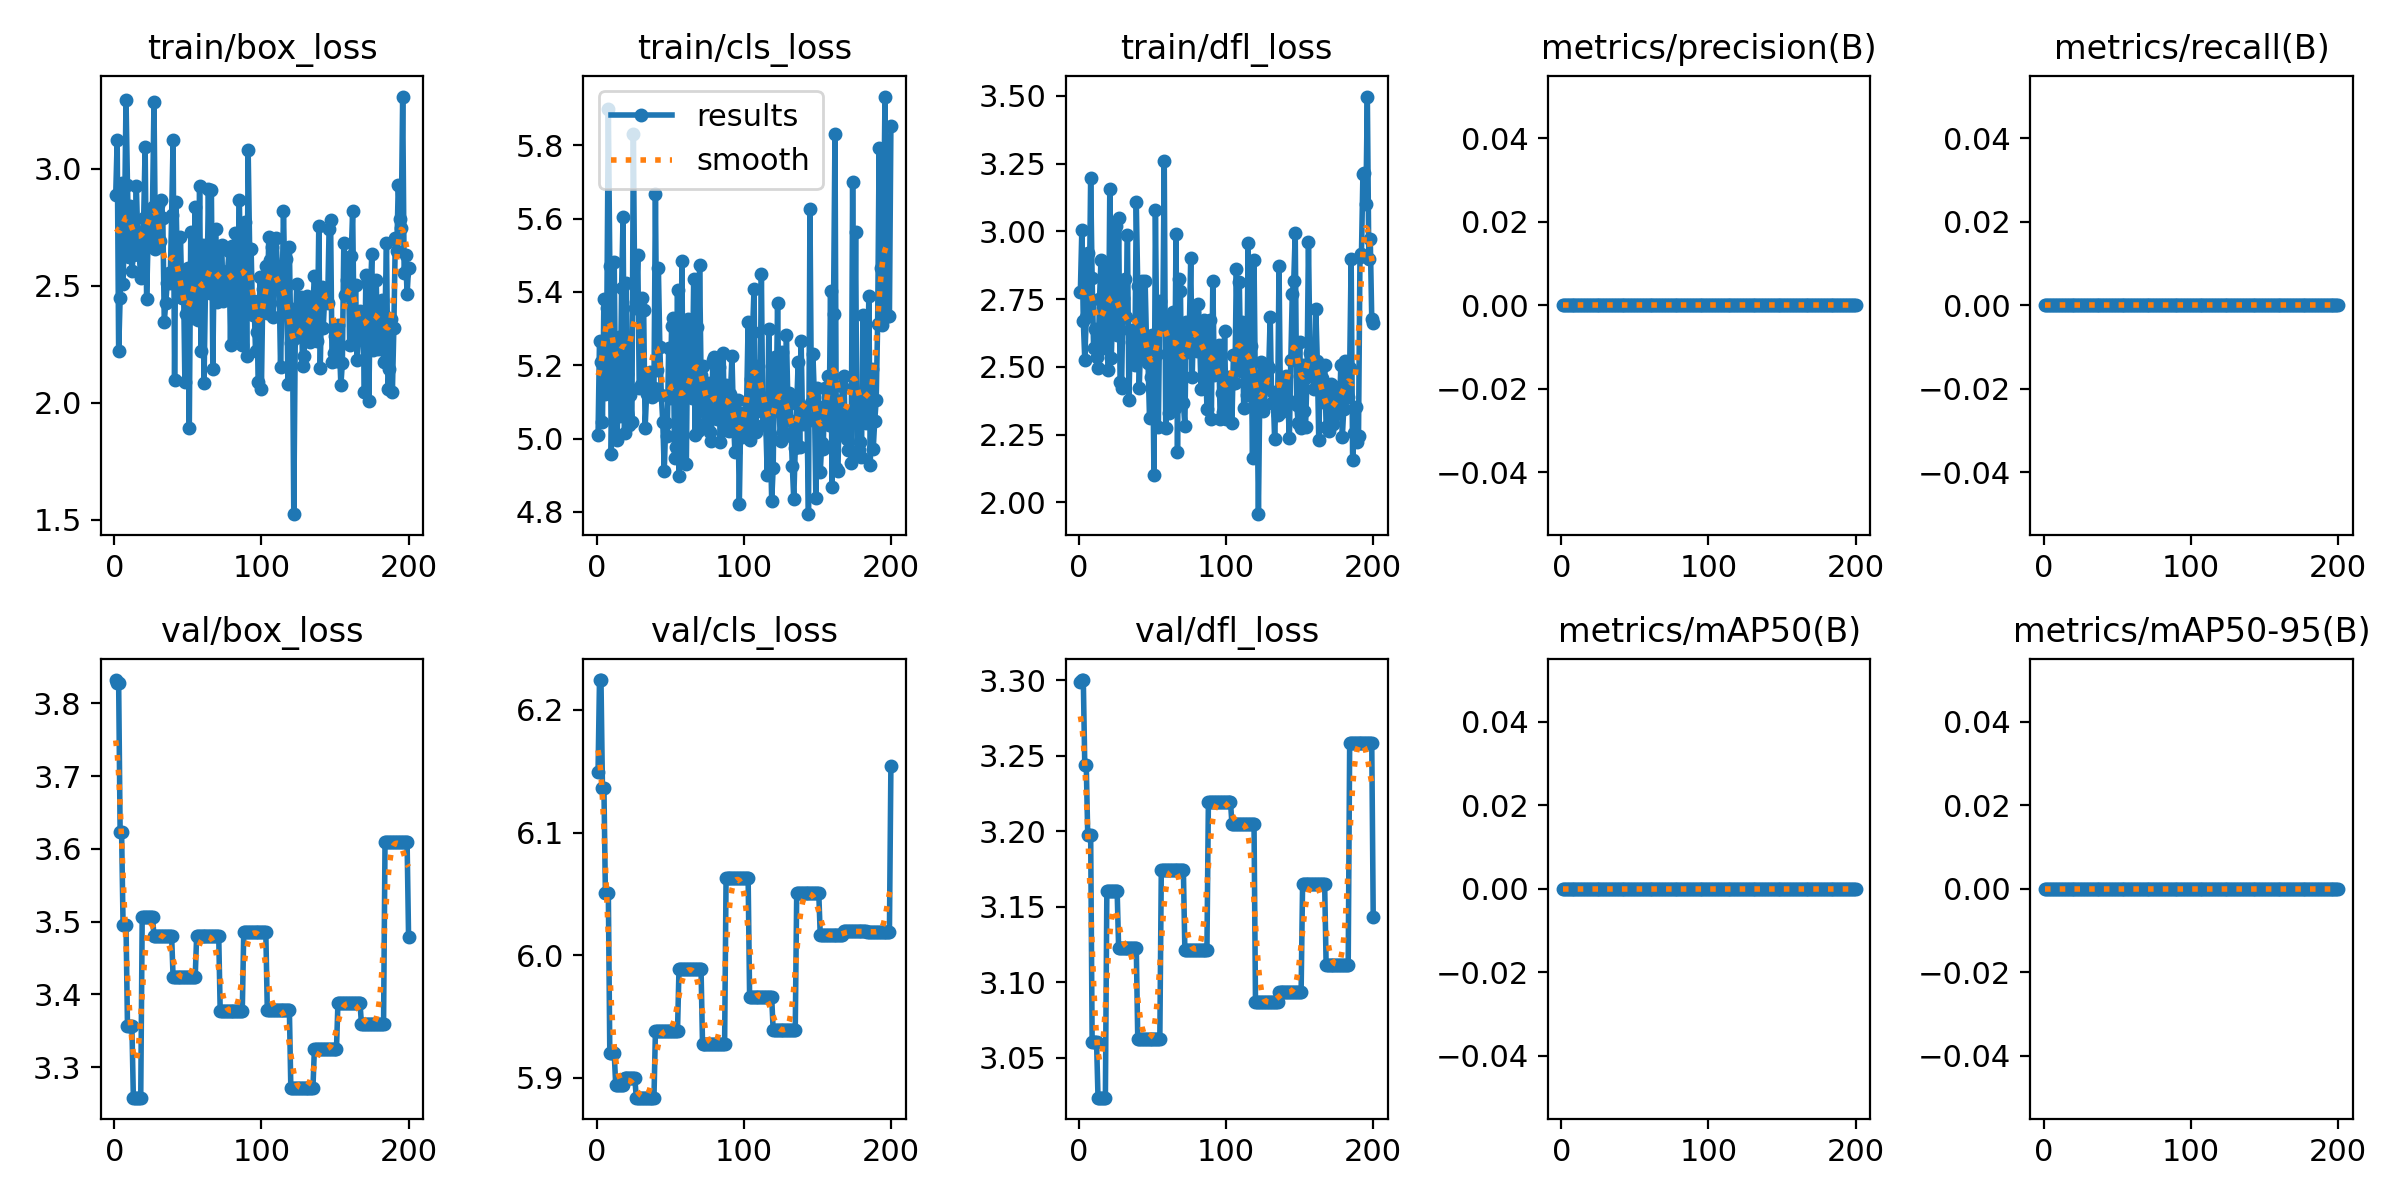 train/box_loss
3.0
2.5
2.0
1.5
0 100 200
train/cls_loss
results
smooth
5.8
5.6
5.4
5.2
5.0
4.8
0 100 200
train/dfl_loss
3.50
3.25
3.00
2.75
2.50
2.25
2.00
0 100 200
metrics/precision(B)
0.04
0.02
0.00
−0.02
−0.04
0 100 200
metrics/recall(B)
0.04
0.02
0.00
−0.02
−0.04
0 100 200
val/box_loss
3.8
3.7
3.6
3.5
3.4
3.3
0 100 200
val/cls_loss
6.2
6.1
6.0
5.9
0 100 200
val/dfl_loss
3.30
3.25
3.20
3.15
3.10
3.05
0 100 200
metrics/mAP50(B)
0.04
0.02
0.00
−0.02
−0.04
0 100 200
metrics/mAP50-95(B)
0.04
0.02
0.00
−0.02
−0.04
0 100 200